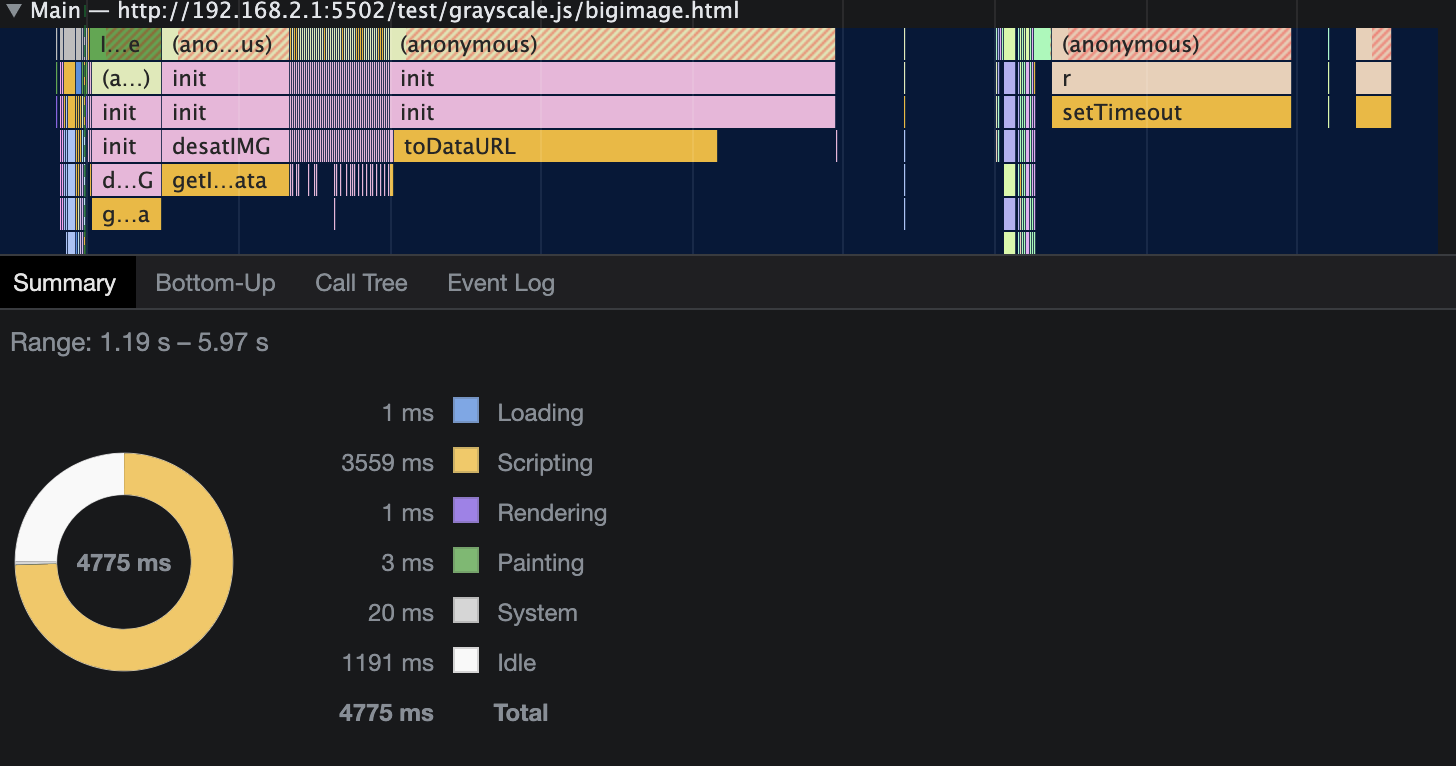 ▼ Main — http://192.168.2.1:5502/test/grayscale.js/bigimage.html
l...e (ano...us) (anonymous) (anonymous)
(a...) init init r
init init init setTimeout
init desatIMG toDataURL
d...G getI...ata
g...a
Summary Bottom-Up Call Tree Event Log
Range: 1.19 s – 5.97 s
1 ms Loading
3559 ms Scripting
1 ms Rendering
4775 ms 3 ms Painting
20 ms System
1191 ms Idle
4775 ms Total